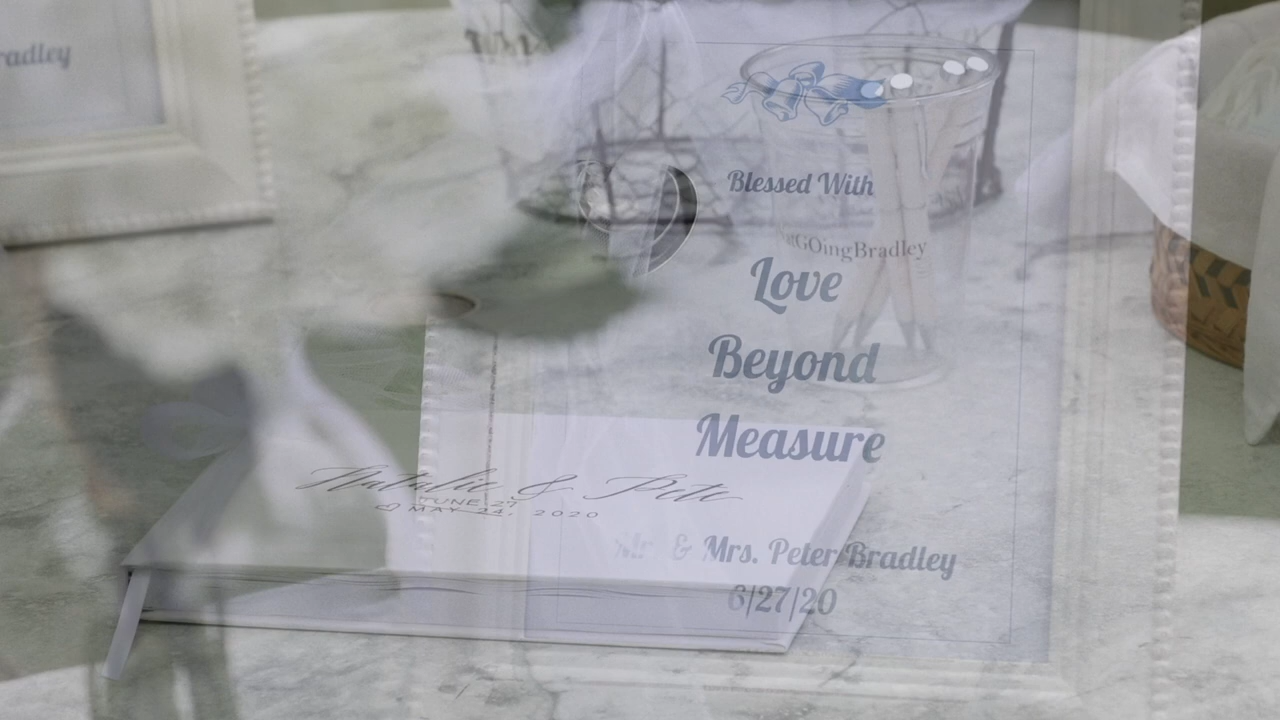 radley
Blessed With
GOingBradley
Love
Beyond
Measure
Natalie & Pete
JUNE 27
MAY 24, 2020
& Mrs. Peter Bradley
6/27/20